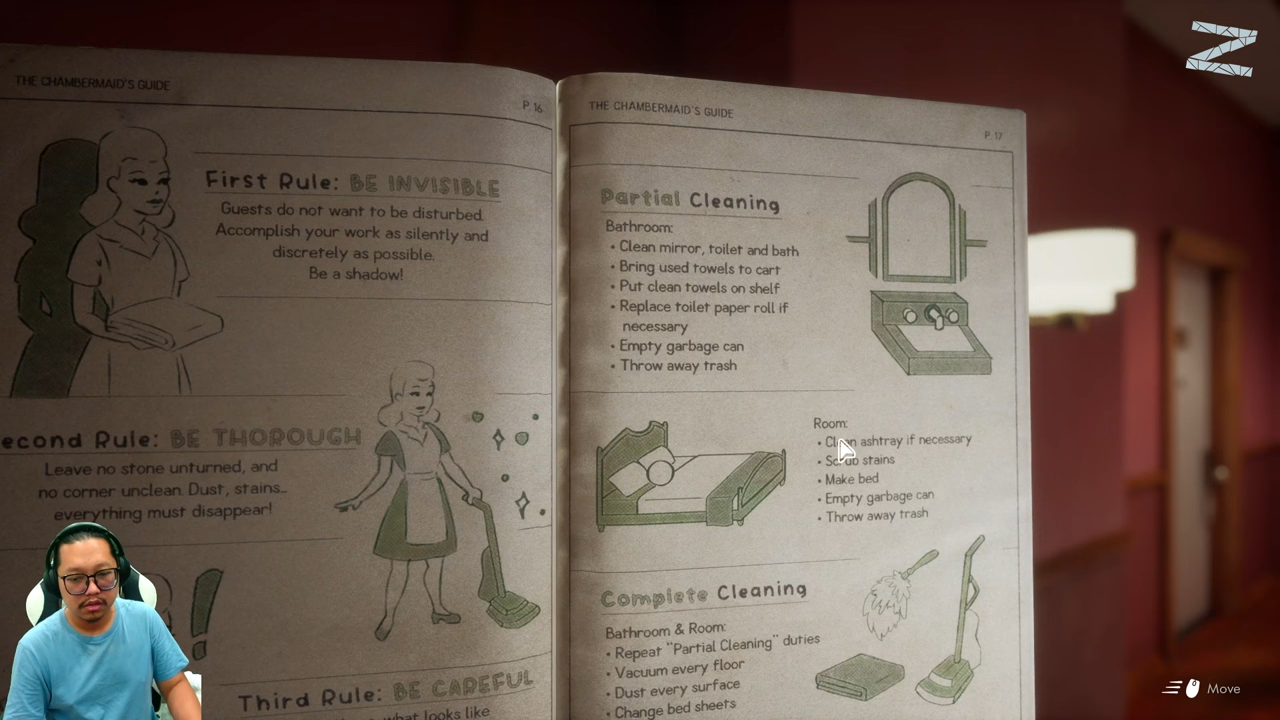 THE CHAMBERMAID'S GUIDE
P. 16
First Rule: BE INVISIBLE
Guests do not want to be disturbed.
Accomplish your work as silently and
discretely as possible.
Be a shadow!
econd Rule: BE THOROUGH
Leave no stone unturned, and
no corner unclean. Dust, stains...
everything must disappear!
Third Rule: BE CAREFUL
what looks like
THE CHAMBERMAID'S GUIDE
P. 17
Partial Cleaning
Bathroom:
• Clean mirror, toilet and bath
• Bring used towels to cart
• Put clean towels on shelf
• Replace toilet paper roll if
necessary
• Empty garbage can
• Throw away trash
Room:
• Clean ashtray if necessary
• Scrub stains
• Make bed
• Empty garbage can
• Throw away trash
Complete Cleaning
Bathroom & Room:
• Repeat "Partial Cleaning" duties
• Vacuum every floor
• Dust every surface
• Change bed sheets
Z
Move